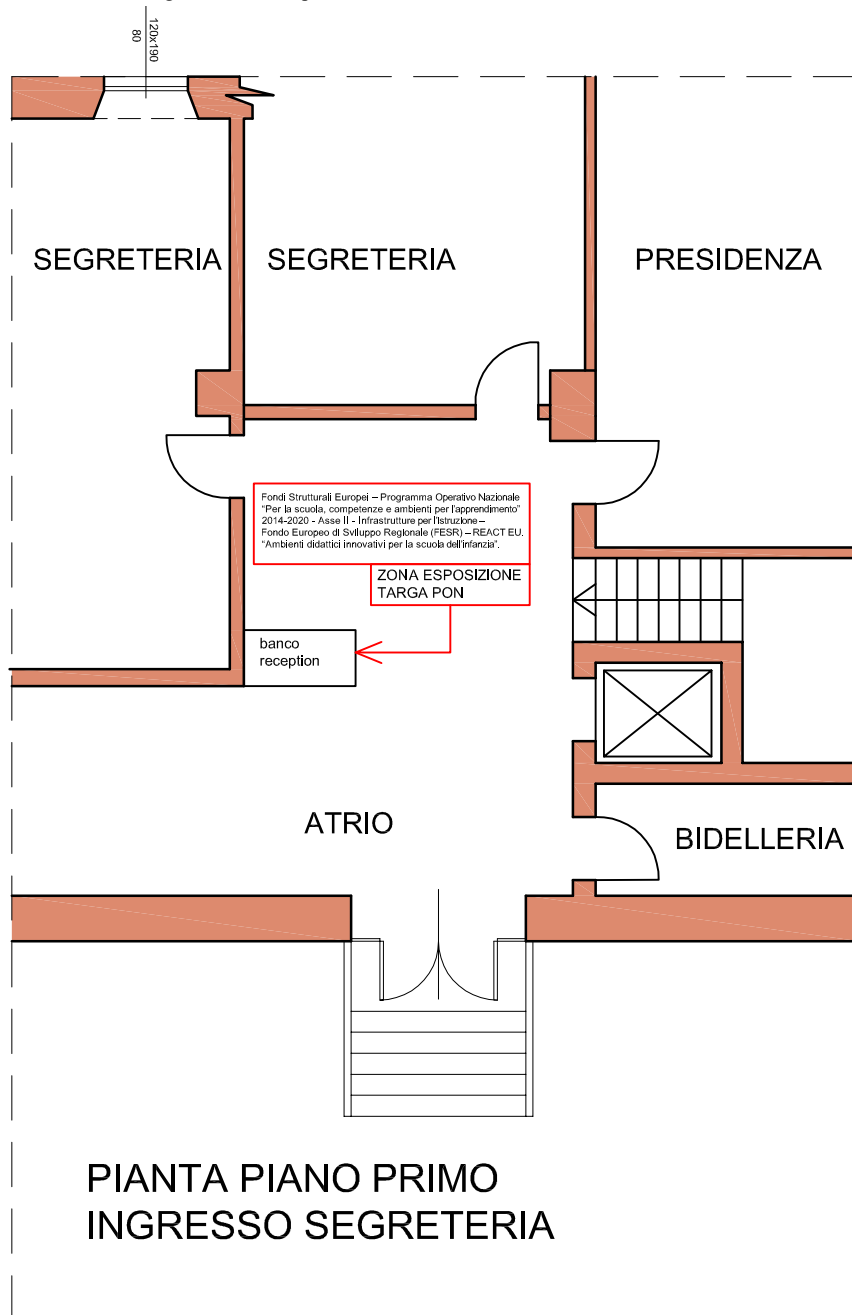 120x190
80
SEGRETERIA
SEGRETERIA
PRESIDENZA
Fondi Strutturali Europei – Programma Operativo Nazionale
"Per la scuola, competenze e ambienti per l'apprendimento"
2014-2020 - Asse II - Infrastrutture per l'Istruzione –
Fondo Europeo di Sviluppo Regionale (FESR) – REACT EU.
"Ambienti didattici innovativi per la scuola dell'infanzia".
ZONA ESPOSIZIONE
TARGA PON
banco
reception
ATRIO
BIDELLERIA
PIANTA PIANO PRIMO
INGRESSO SEGRETERIA